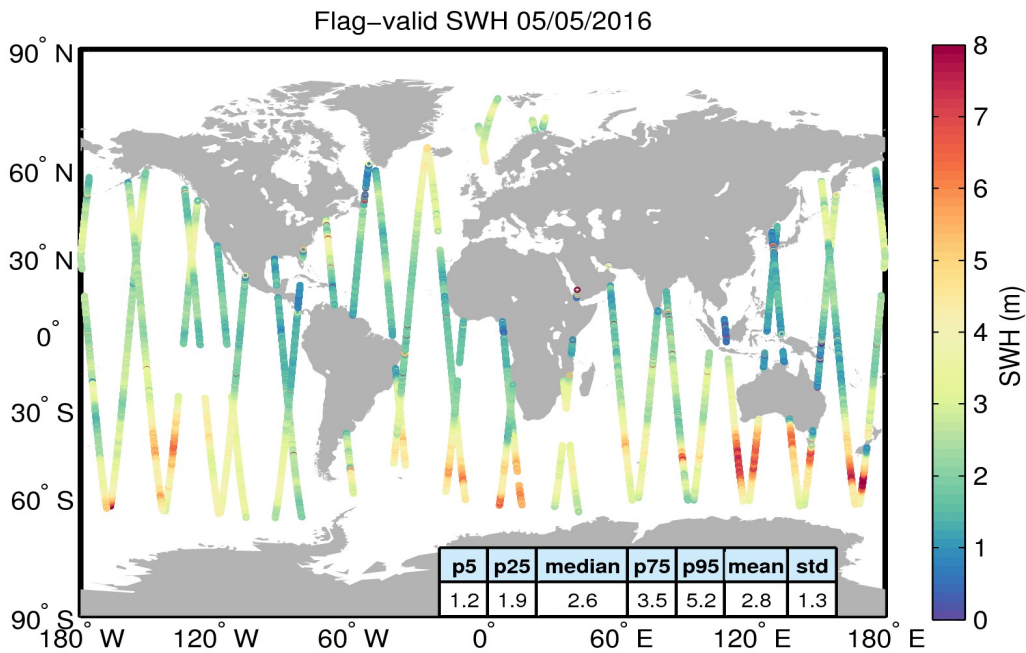 Flag−valid SWH 05/05/2016
90° N
60° N
30° N
0°
30° S
60° S
90° S
180° W
120° W
60° W
0°
60° E
120° E
180° E
p5 p25 median p75 p95 mean std
1.2 1.9 2.6 3.5 5.2 2.8 1.3
8
7
6
5
4
3
2
1
0
SWH (m)